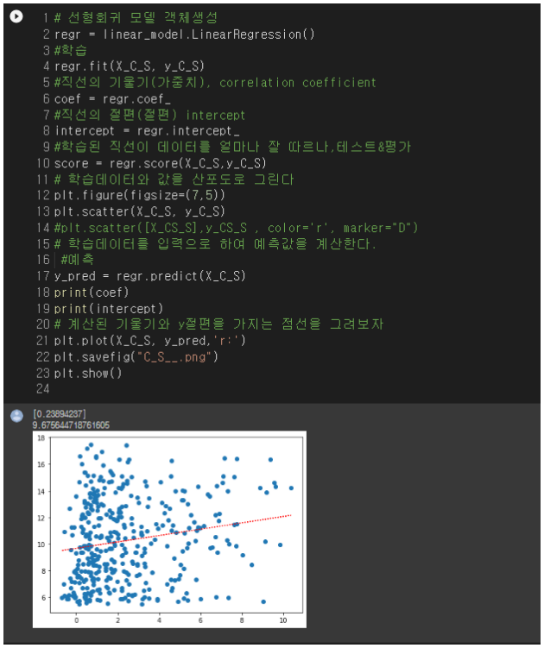 1 # 선형회귀 모델 객체생성
2 regr = linear_model.LinearRegression()
3 #학습
4 regr.fit(X_C_S, y_C_S)
5 #직선의 기울기(가중치), correlation coefficient
6 coef = regr.coef_
7 #직선의 절편(절편) intercept
8 intercept = regr.intercept_
9 #학습된 직선이 데이터를 얼마나 잘 따르나,테스트&평가
10 score = regr.score(X_C_S,y_C_S)
11 # 학습데이터와 값을 산포도로 그린다
12 plt.figure(figsize=(7,5))
13 plt.scatter(X_C_S, y_C_S)
14 #plt.scatter([X_CS_S],y_CS_S , color='r', marker="D")
15 # 학습데이터를 입력으로 하여 예측값을 계산한다.
16 #예측
17 y_pred = regr.predict(X_C_S)
18 print(coef)
19 print(intercept)
20 # 계산된 기울기와 y절편을 가지는 점선을 그려보자
21 plt.plot(X_C_S, y_pred,'r:')
22 plt.savefig("C_S__.png")
23 plt.show()
24
[0.23894237]
9.675644718761605
18
16
14
12
10
8
6
0 2 4 6 8 10